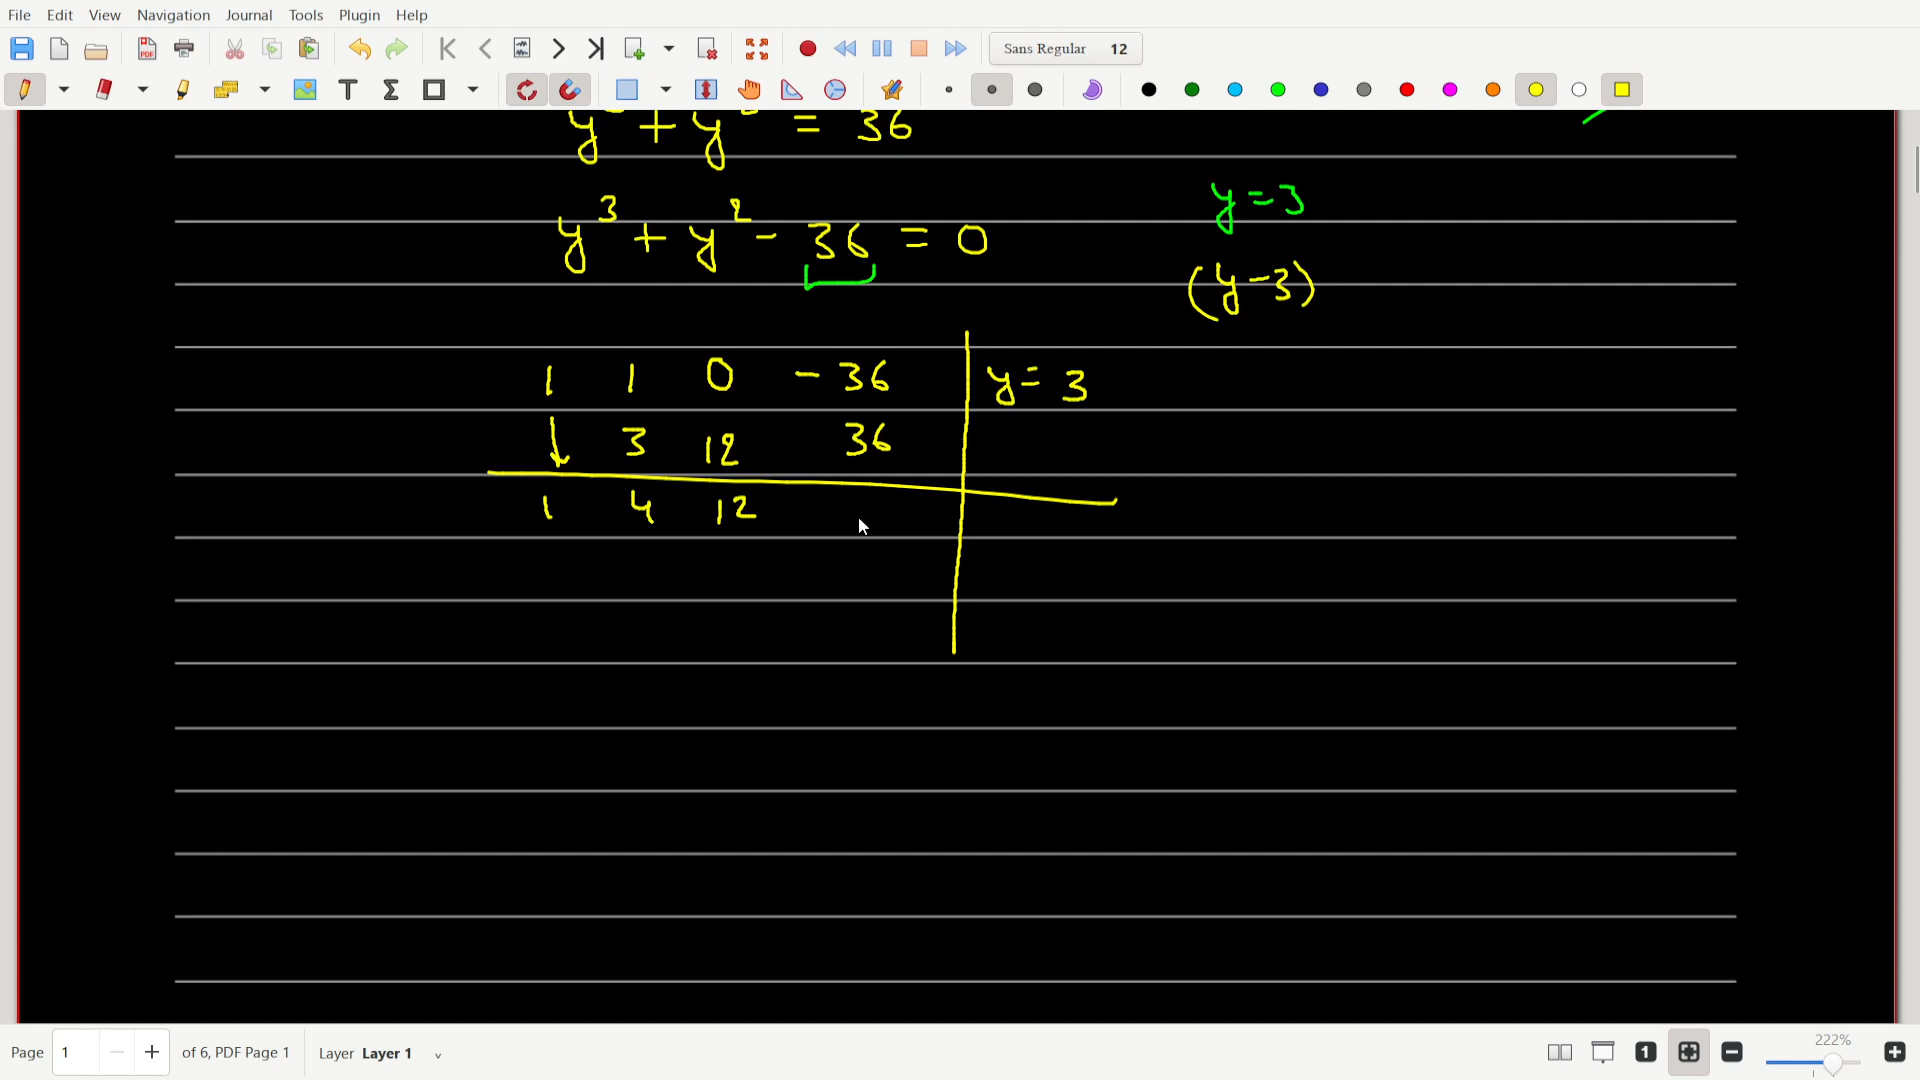 File Edit View Navigation Journal Tools Plugin Help
Sans Regular 12
y + y = 36
y³ + y² - 36 = 0
y = 3
(y - 3)
1 1 0 - 36 y = 3
3 12 36
1 4 12
Page 1 of 6, PDF Page 1 Layer Layer 1 222%